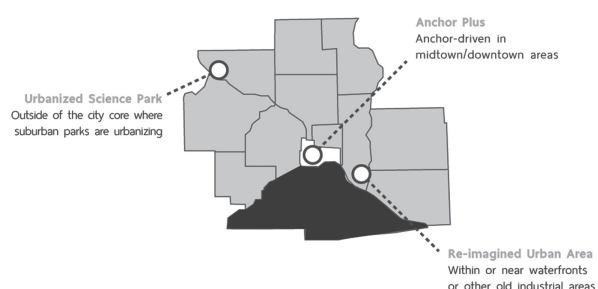 Anchor Plus
Anchor-driven in
midtown/downtown areas
Urbanized Science Park
Outside of the city core where
suburban parks are urbanizing
Re-imagined Urban Area
Within or near waterfronts
or other old industrial areas